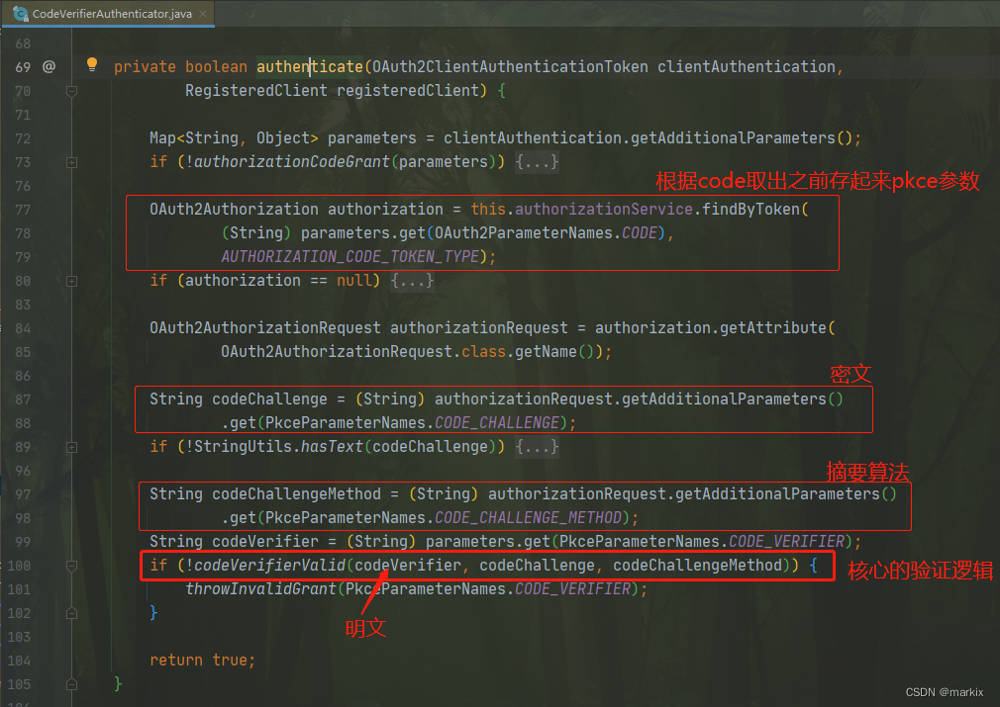 CodeVerifierAuthenticator.java
68
69 @ private boolean authenticate(OAuth2ClientAuthenticationToken clientAuthentication,
70 RegisteredClient registeredClient) {
71
72 Map<String, Object> parameters = clientAuthentication.getAdditionalParameters();
73 if (!authorizationCodeGrant(parameters)) {...}
76
根据code取出之前存起来pkce参数
77 OAuth2Authorization authorization = this.authorizationService.findByToken(
78 (String) parameters.get(OAuth2ParameterNames.CODE),
79 AUTHORIZATION_CODE_TOKEN_TYPE);
80 if (authorization == null) {...}
83
84 OAuth2AuthorizationRequest authorizationRequest = authorization.getAttribute(
85 OAuth2AuthorizationRequest.class.getName());
86
密文
87 String codeChallenge = (String) authorizationRequest.getAdditionalParameters()
88 .get(PkceParameterNames.CODE_CHALLENGE);
89 if (!StringUtils.hasText(codeChallenge)) {...}
96
摘要算法
97 String codeChallengeMethod = (String) authorizationRequest.getAdditionalParameters()
98 .get(PkceParameterNames.CODE_CHALLENGE_METHOD);
99 String codeVerifier = (String) parameters.get(PkceParameterNames.CODE_VERIFIER);
100 if (!codeVerifierValid(codeVerifier, codeChallenge, codeChallengeMethod)) { 核心的验证逻辑
101 throwInvalidGrant(PkceParameterNames.CODE_VERIFIER);
102 }
明文
103
104 return true;
105 }
CSDN @markix